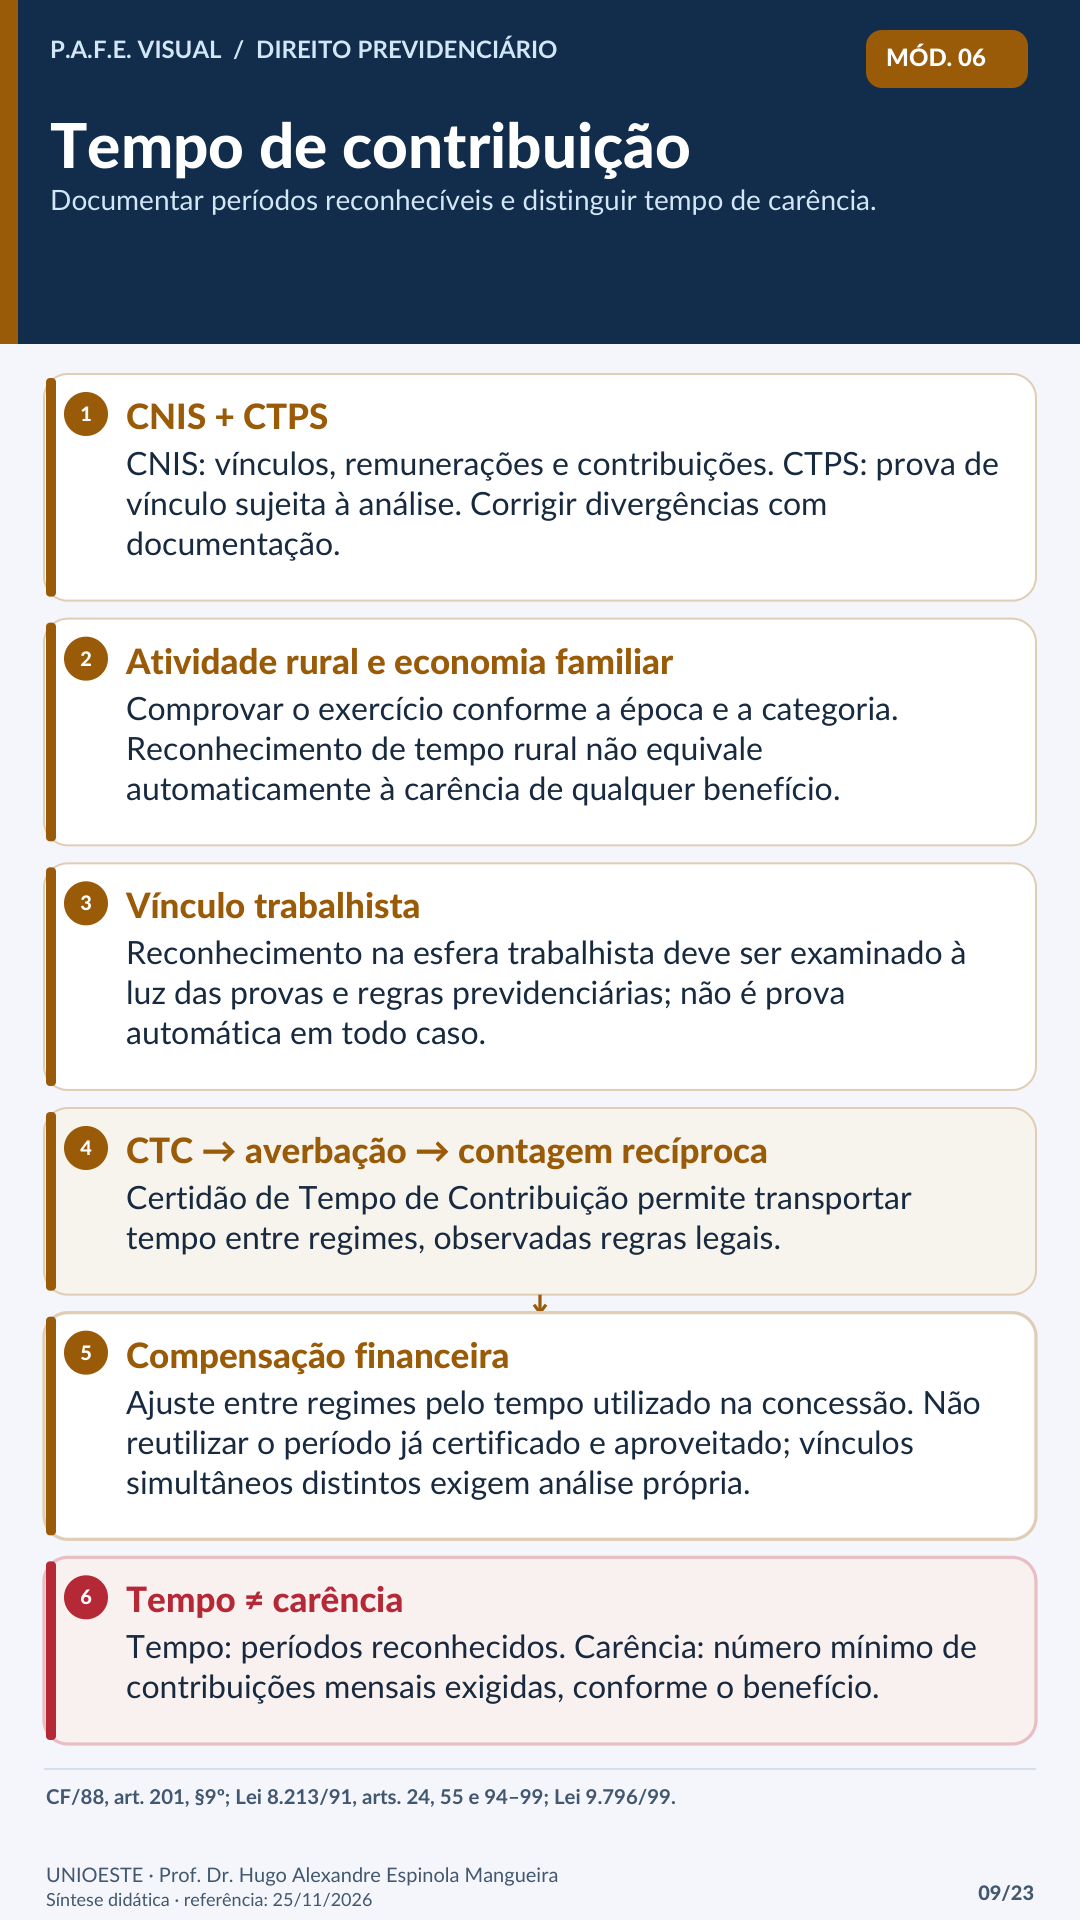 P.A.F.E. VISUAL / DIREITO PREVIDENCIÁRIO
MÓD. 06
Tempo de contribuição
Documentar períodos reconhecíveis e distinguir tempo de carência.
1
CNIS + CTPS
CNIS: vínculos, remunerações e contribuições. CTPS: prova de
vínculo sujeita à análise. Corrigir divergências com
documentação.
2
Atividade rural e economia familiar
Comprovar o exercício conforme a época e a categoria.
Reconhecimento de tempo rural não equivale
automaticamente à carência de qualquer benefício.
3
Vínculo trabalhista
Reconhecimento na esfera trabalhista deve ser examinado à
luz das provas e regras previdenciárias; não é prova
automática em todo caso.
4
CTC → averbação → contagem recíproca
Certidão de Tempo de Contribuição permite transportar
tempo entre regimes, observadas regras legais.
↓
5
Compensação financeira
Ajuste entre regimes pelo tempo utilizado na concessão. Não
reutilizar o período já certificado e aproveitado; vínculos
simultâneos distintos exigem análise própria.
6
Tempo ≠ carência
Tempo: períodos reconhecidos. Carência: número mínimo de
contribuições mensais exigidas, conforme o benefício.
CF/88, art. 201, §9º; Lei 8.213/91, arts. 24, 55 e 94–99; Lei 9.796/99.
UNIOESTE · Prof. Dr. Hugo Alexandre Espinola Mangueira
Síntese didática · referência: 25/11/2026
09/23